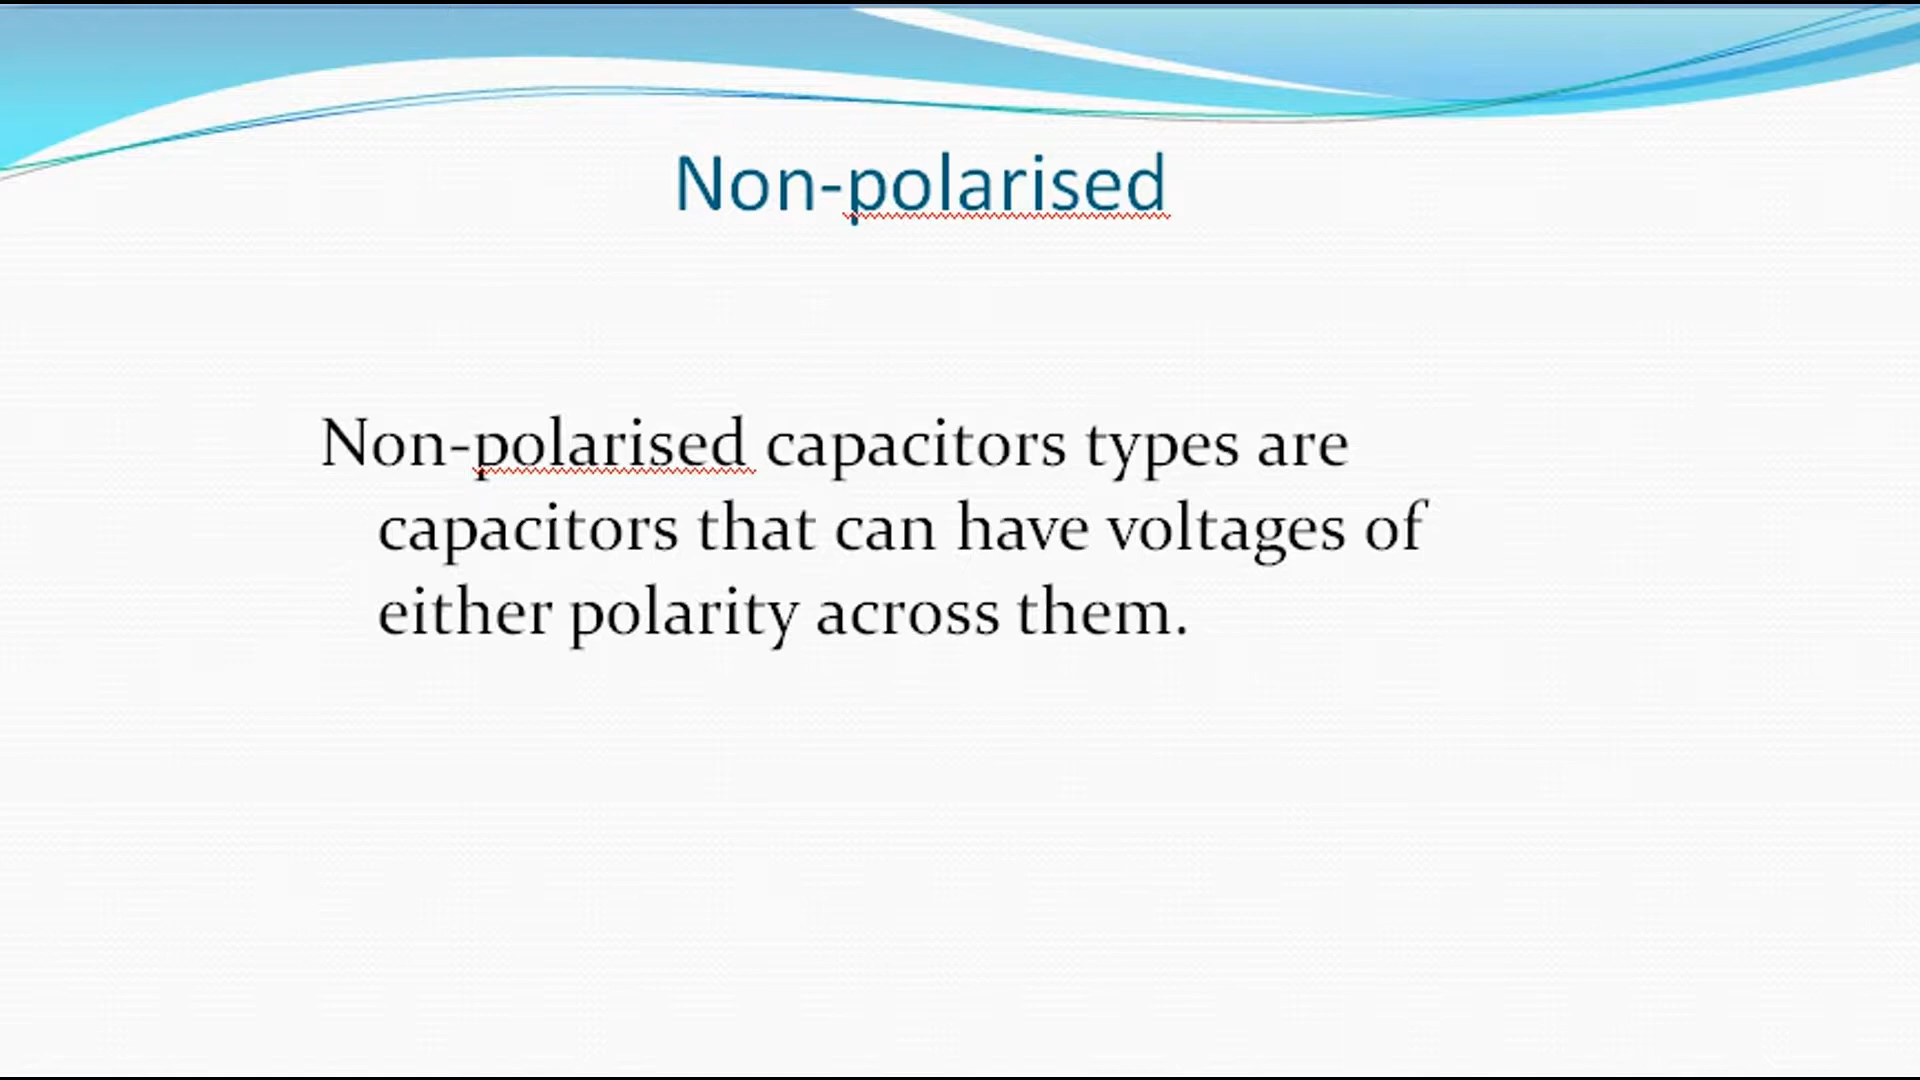 Non-polarised
Non-polarised capacitors types are
capacitors that can have voltages of
either polarity across them.